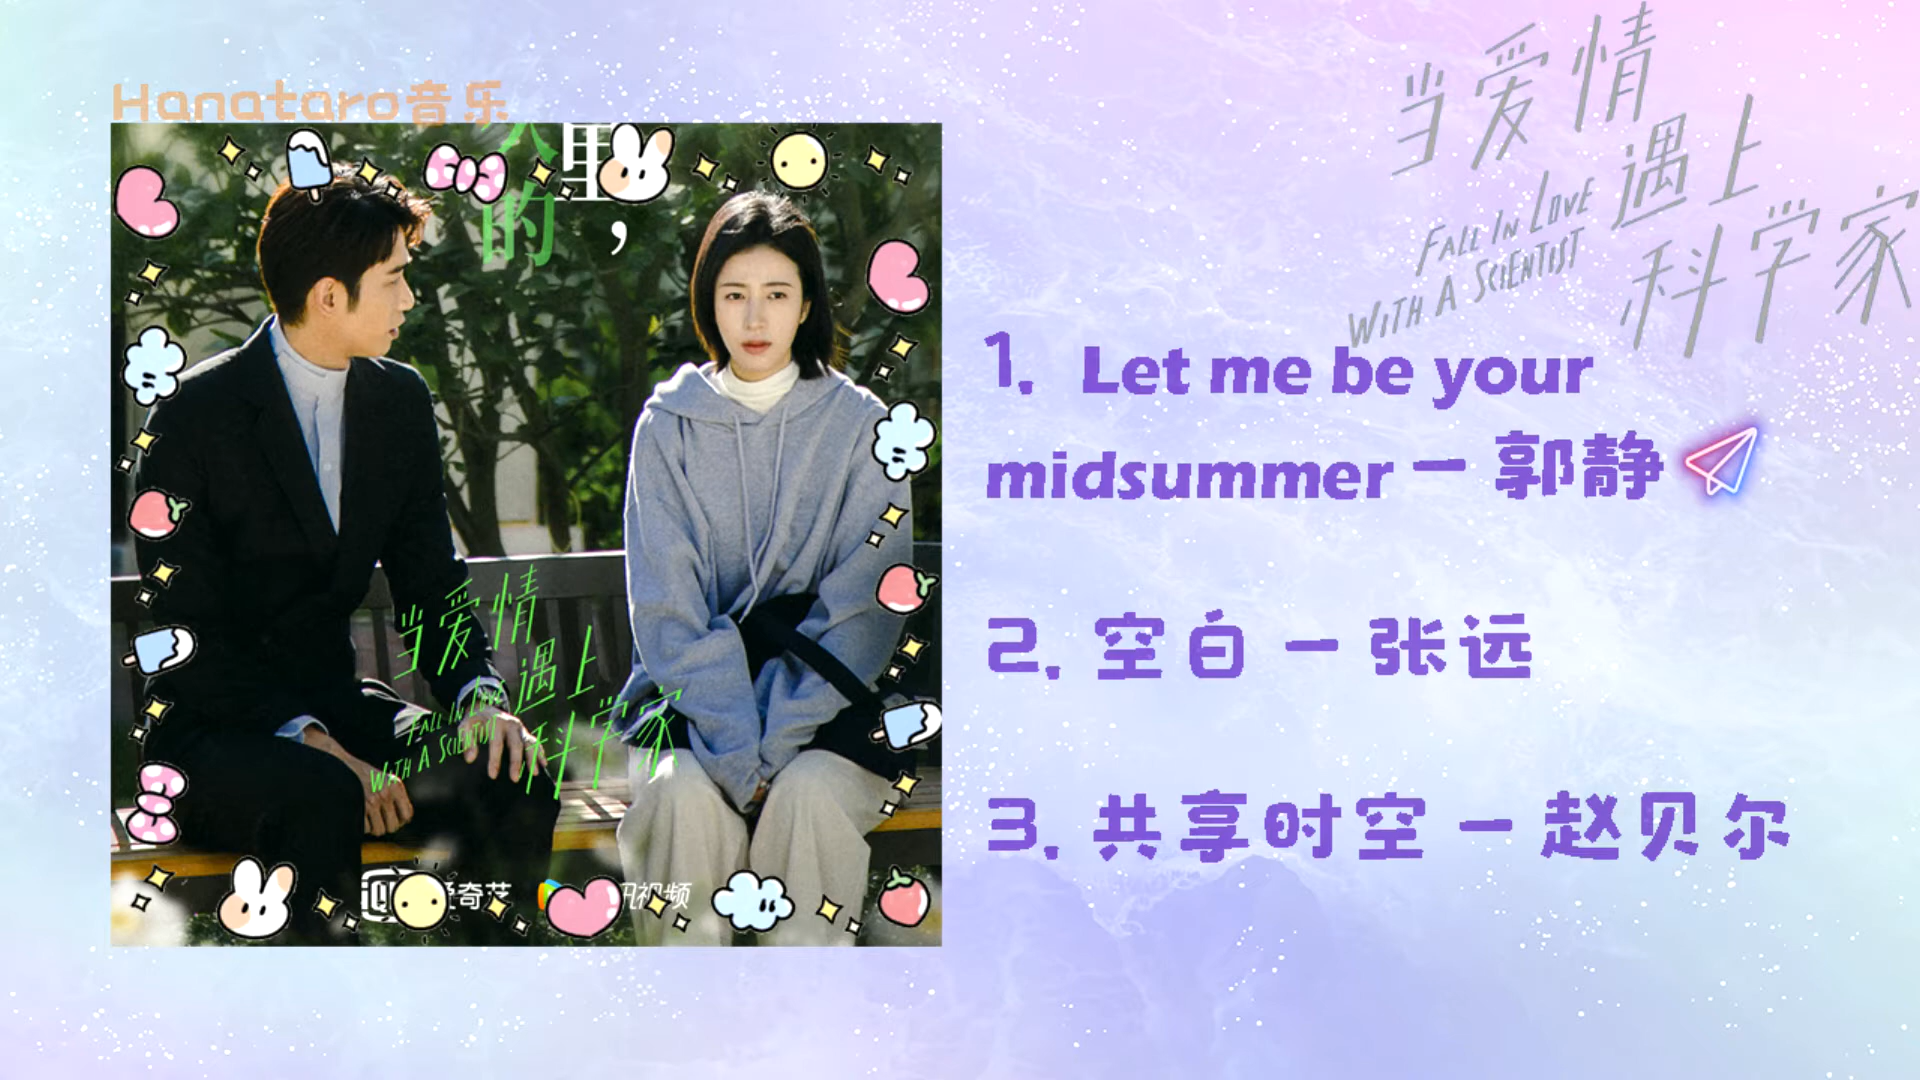 Hanataro音乐
里
的，
当爱情
遇上
FALL IN LOVE
WITH A SCIENTIST
科学家
当爱情
遇上
FALL IN LOVE
WITH A SCIENTIST
科学家
1. Let me be your
midsummer - 郭静
2. 空白 - 张远
3. 共享时空 - 赵贝尔